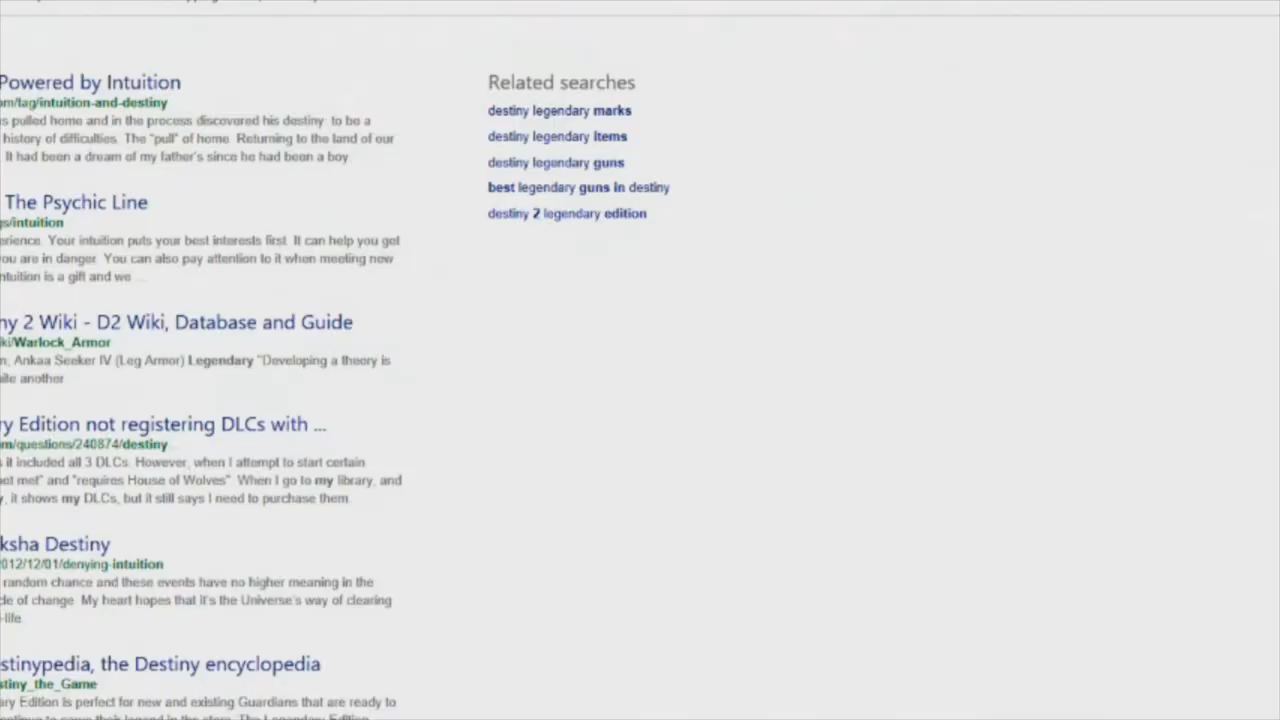 Powered by Intuition
om/tag/intuition-and-destiny
s pulled home and in the process discovered his destiny to be a
history of difficulties. The "pull" of home. Returning to the land of our
It had been a dream of my father's since he had been a boy
The Psychic Line
gs/intuition
erience. Your intuition puts your best interests first. It can help you get
you are in danger. You can also pay attention to it when meeting new
ntuition is a gift and we ...
ny 2 Wiki - D2 Wiki, Database and Guide
ki/Warlock_Armor
n, Ankaa Seeker IV (Leg Armor) Legendary "Developing a theory is
uite another
ry Edition not registering DLCs with ...
om/questions/240874/destiny
s it included all 3 DLCs. However, when I attempt to start certain
not met" and "requires House of Wolves". When I go to my library, and
y, it shows my DLCs, but it still says I need to purchase them.
ksha Destiny
012/12/01/denying-intuition
random chance and these events have no higher meaning in the
de of change. My heart hopes that it's the Universe's way of clearing
-life.
stinypedia, the Destiny encyclopedia
stiny_the_Game
ary Edition is perfect for new and existing Guardians that are ready to
Related searches
destiny legendary marks
destiny legendary items
destiny legendary guns
best legendary guns in destiny
destiny 2 legendary edition